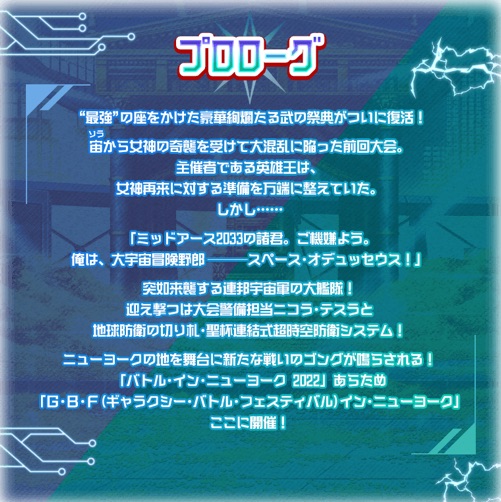 プロローグ
“最強”の座をかけた豪華絢爛たる武の祭典がついに復活！
ソラ
宙から女神の奇襲を受けて大混乱に陥った前回大会。
主催者である英雄王は、
女神再来に対する準備を万端に整えていた。
しかし……
「ミッドアース2033の諸君。ご機嫌よう。
俺は、大宇宙冒険野郎 ――― スペース・オデュッセウス！」
突如来襲する連邦宇宙軍の大艦隊！
迎え撃つは大会警備担当ニコラ・テスラと
地球防衛の切り札・聖杯連結式超時空防衛システム！
ニューヨークの地を舞台に新たな戦いのゴングが鳴らされる！
「バトル・イン・ニューヨーク 2022」あらため
「G・B・F(ギャラクシー・バトル・フェスティバル)イン・ニューヨーク」
ここに開催！